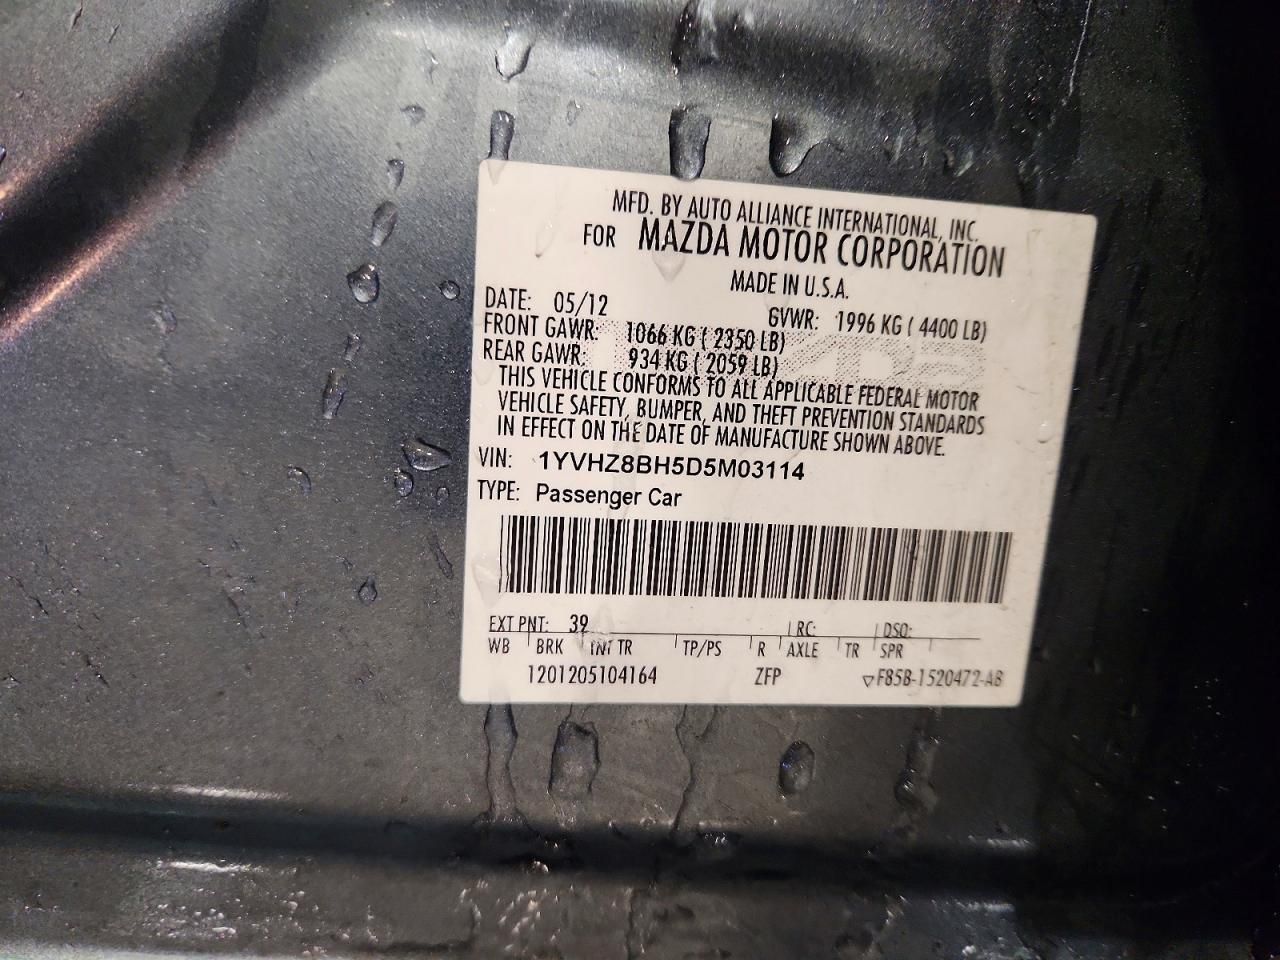 MFD. BY AUTO ALLIANCE INTERNATIONAL, INC.
FOR MAZDA MOTOR CORPORATION
MADE IN U.S.A.
DATE: 05/12 GVWR: 1996 KG ( 4400 LB)
FRONT GAWR: 1066 KG ( 2350 LB)
REAR GAWR: 934 KG ( 2059 LB)
THIS VEHICLE CONFORMS TO ALL APPLICABLE FEDERAL MOTOR
VEHICLE SAFETY, BUMPER, AND THEFT PREVENTION STANDARDS
IN EFFECT ON THE DATE OF MANUFACTURE SHOWN ABOVE.
VIN: 1YVHZ8BH5D5M03114
TYPE: Passenger Car
EXT PNT: 39 RC: DSO:
WB BRK INT TR TP/PS R AXLE TR SPR
1201205104164 ZFP ▽F85B-1520472-AB